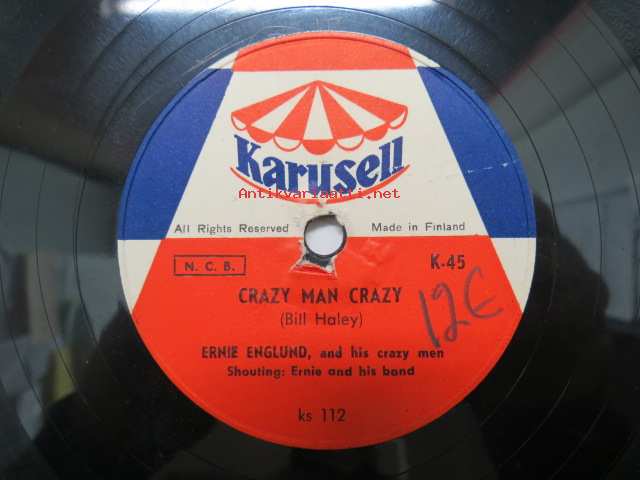 Karusell
Antikvariaatti.net
All Rights Reserved Made in Finland
N. C. B. K-45
CRAZY MAN CRAZY
12€
(Bill Haley)
ERNIE ENGLUND, and his crazy men
Shouting: Ernie and his band
ks 112